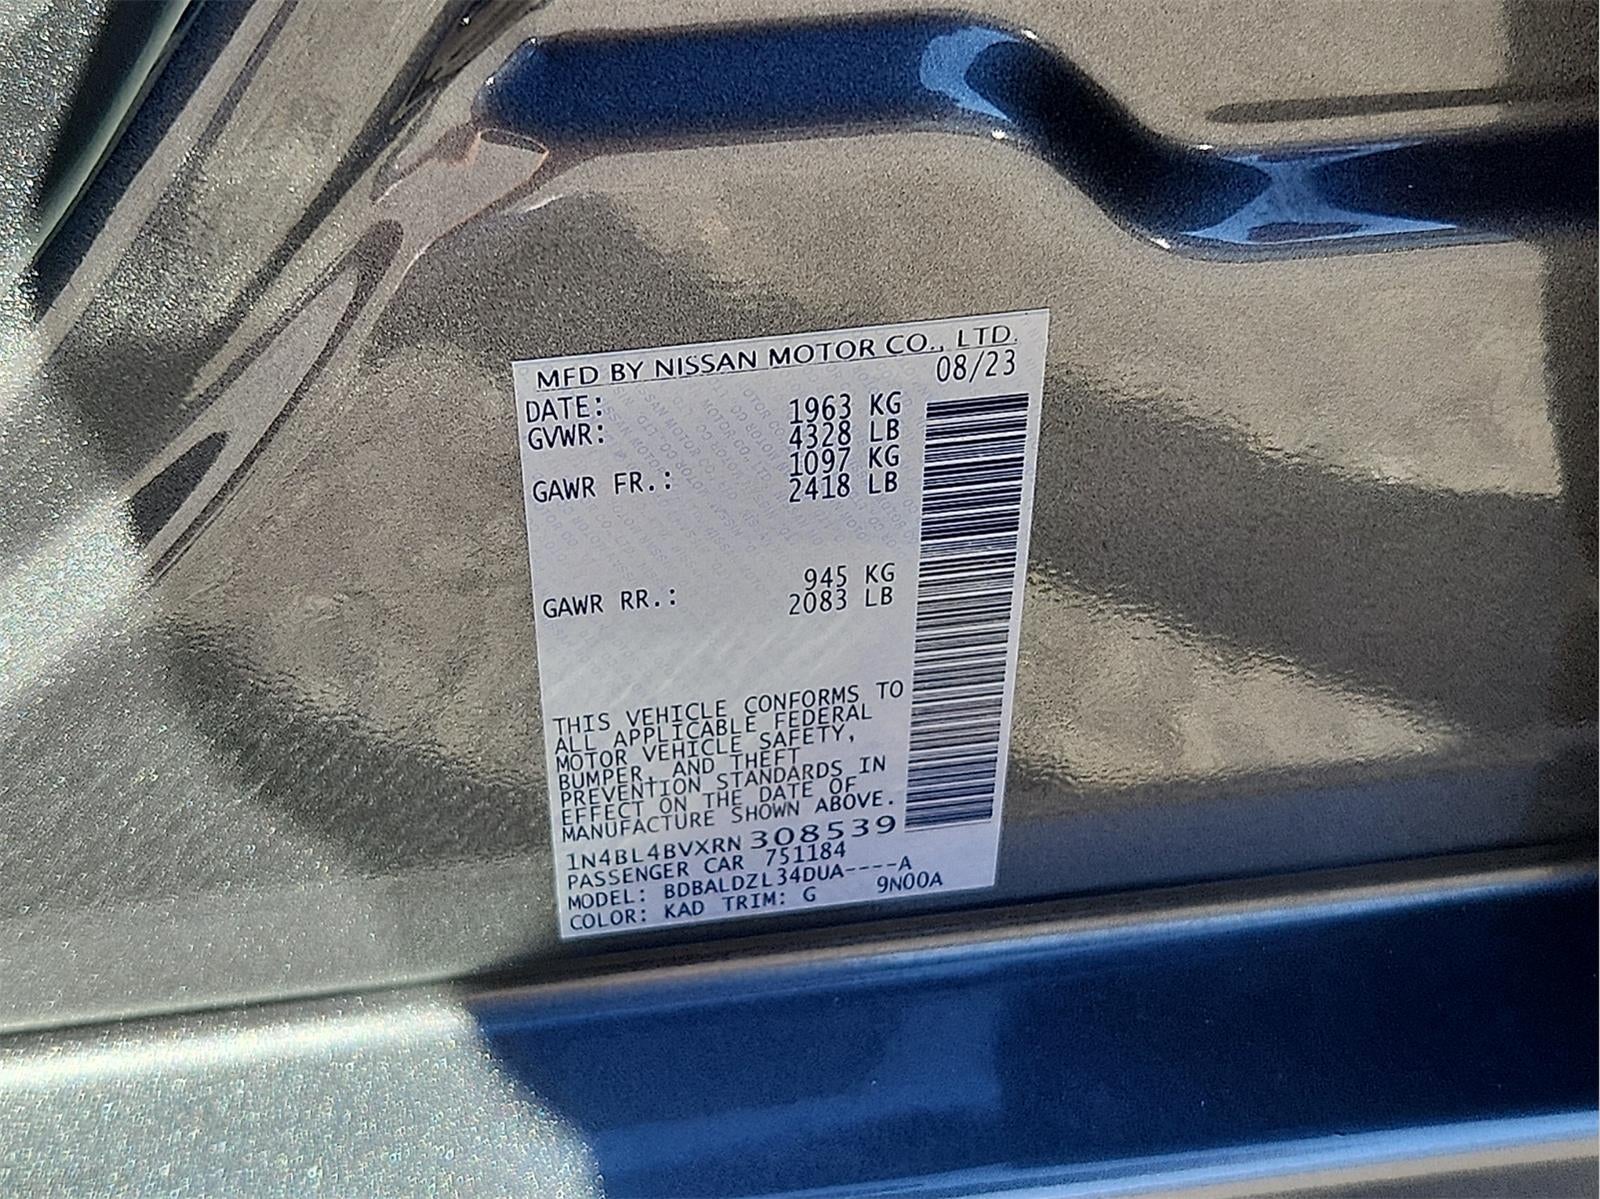 MFD BY NISSAN MOTOR CO., LTD.
DATE: 08/23
GVWR: 1963 KG
4328 LB
GAWR FR.: 1097 KG
2418 LB
GAWR RR.: 945 KG
2083 LB
THIS VEHICLE CONFORMS TO
ALL APPLICABLE FEDERAL
MOTOR VEHICLE SAFETY,
BUMPER, AND THEFT
PREVENTION STANDARDS IN
EFFECT ON THE DATE OF
MANUFACTURE SHOWN ABOVE.
1N4BL4BVXRN308539
PASSENGER CAR 751184
MODEL: BDBALDZL34DUA----A
COLOR: KAD TRIM: G 9N00A